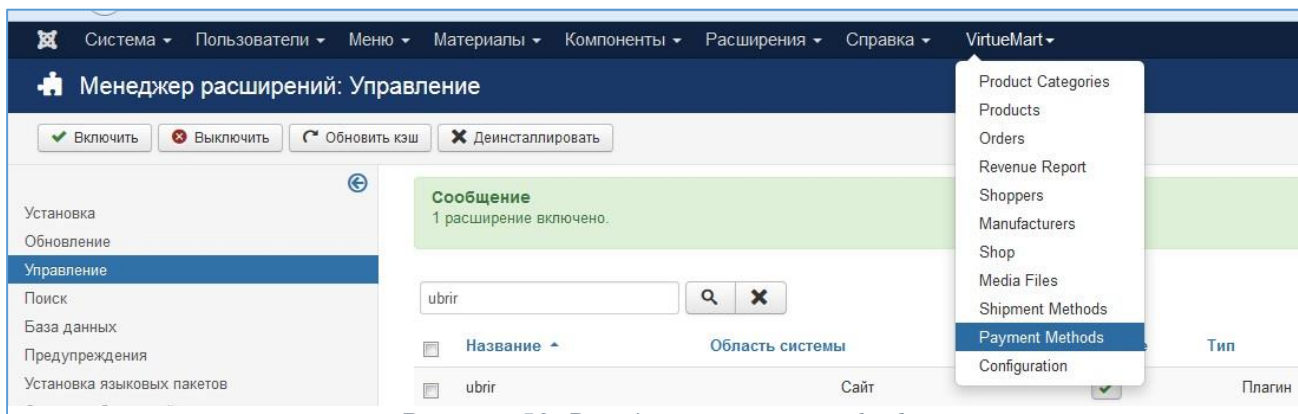 Система Пользователи Меню Материалы Компоненты Расширения Справка VirtueMart
Менеджер расширений: Управление
Включить Выключить Обновить кэш Деинсталлировать
Product Categories
Products
Orders
Revenue Report
Shoppers
Manufacturers
Shop
Media Files
Shipment Methods
Payment Methods
Configuration
Установка
Обновление
Управление
Поиск
База данных
Предупреждения
Установка языковых пакетов
Сообщение
1 расширение включено.
ubrir
Название Область системы Тип
ubrir Сайт Плагин